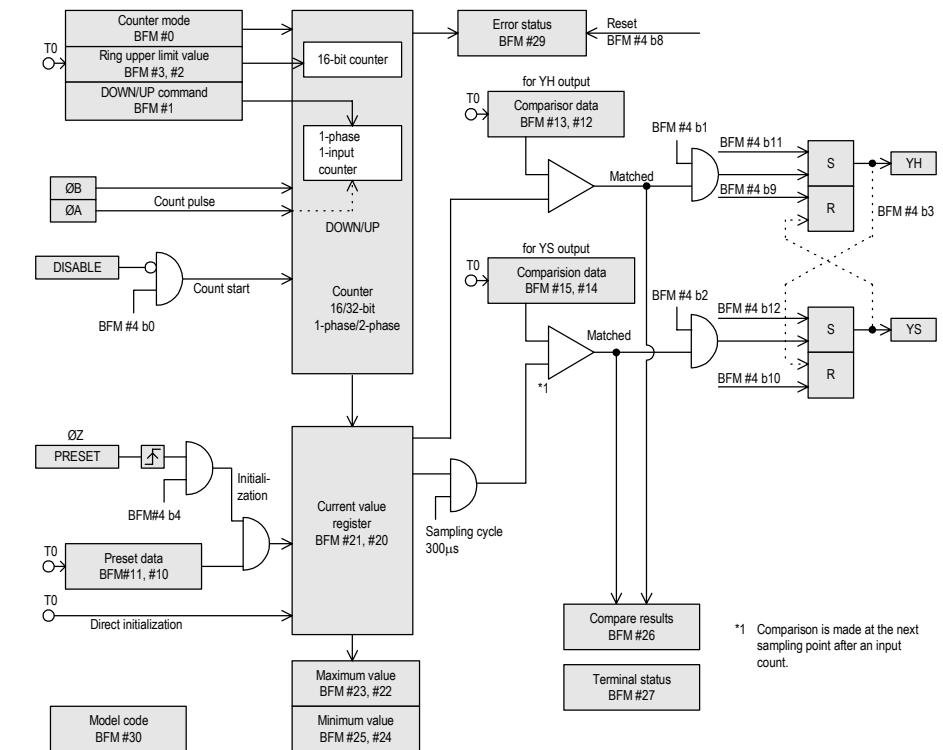 Counter mode
BFM #0
T0
Ring upper limit value
BFM #3, #2
DOWN/UP command
BFM #1
16-bit counter
1-phase
1-input
counter
ØB
ØA
Count pulse
DOWN/UP
DISABLE
Count start
BFM #4 b0
Counter
16/32-bit
1-phase/2-phase
Error status
BFM #29
Reset
BFM #4 b8
for YH output
T0
Comparisor data
BFM #13, #12
Matched
BFM #4 b1
BFM #4 b11
BFM #4 b9
S
R
YH
BFM #4 b3
for YS output
T0
Comparision data
BFM #15, #14
Matched
*1
BFM #4 b2
BFM #4 b12
BFM #4 b10
S
R
YS
ØZ
PRESET
BFM#4 b4
Initiali-
zation
T0
Preset data
BFM#11, #10
T0
Direct initialization
Current value
register
BFM #21, #20
Sampling cycle
300µs
Compare results
BFM #26
Terminal status
BFM #27
*1 Comparison is made at the next
sampling point after an input
count.
Maximum value
BFM #23, #22
Minimum value
BFM #25, #24
Model code
BFM #30